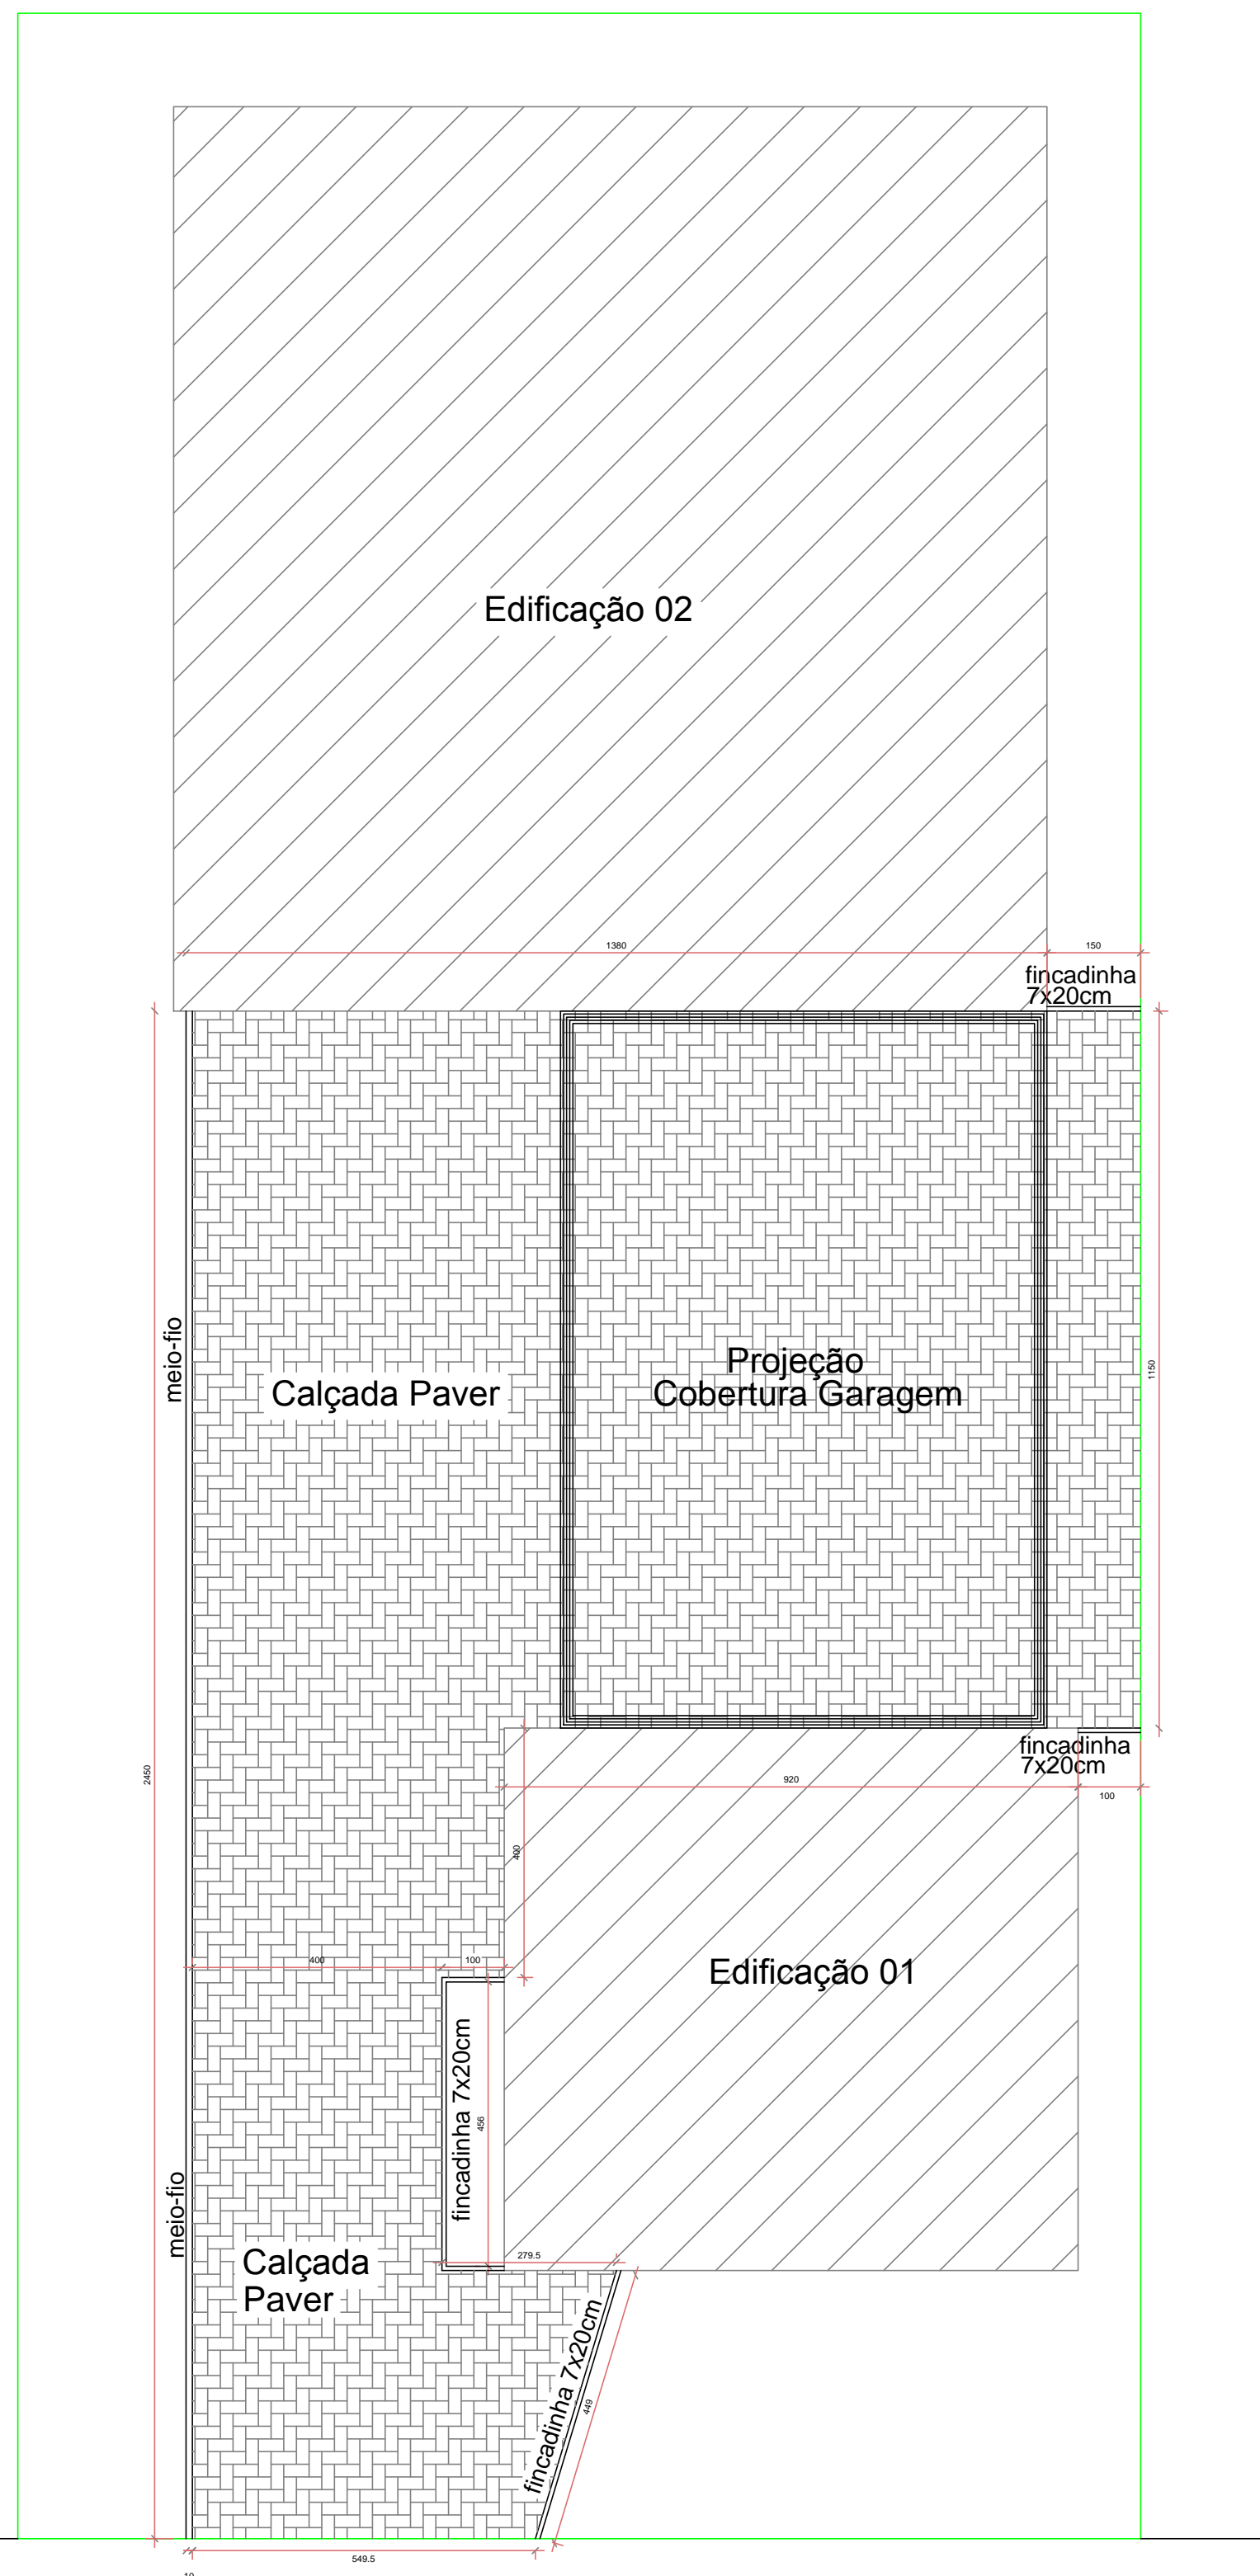 Edificação 02
1380
150
fincadinha
7x20cm
meio-fio
Calçada Paver
Projeção
Cobertura Garagem
1150
2450
fincadinha
7x20cm
920
100
400
400
100
Edificação 01
fincadinha 7x20cm
456
meio-fio
Calçada
Paver
279.5
fincadinha 7x20cm
449
549.5
10